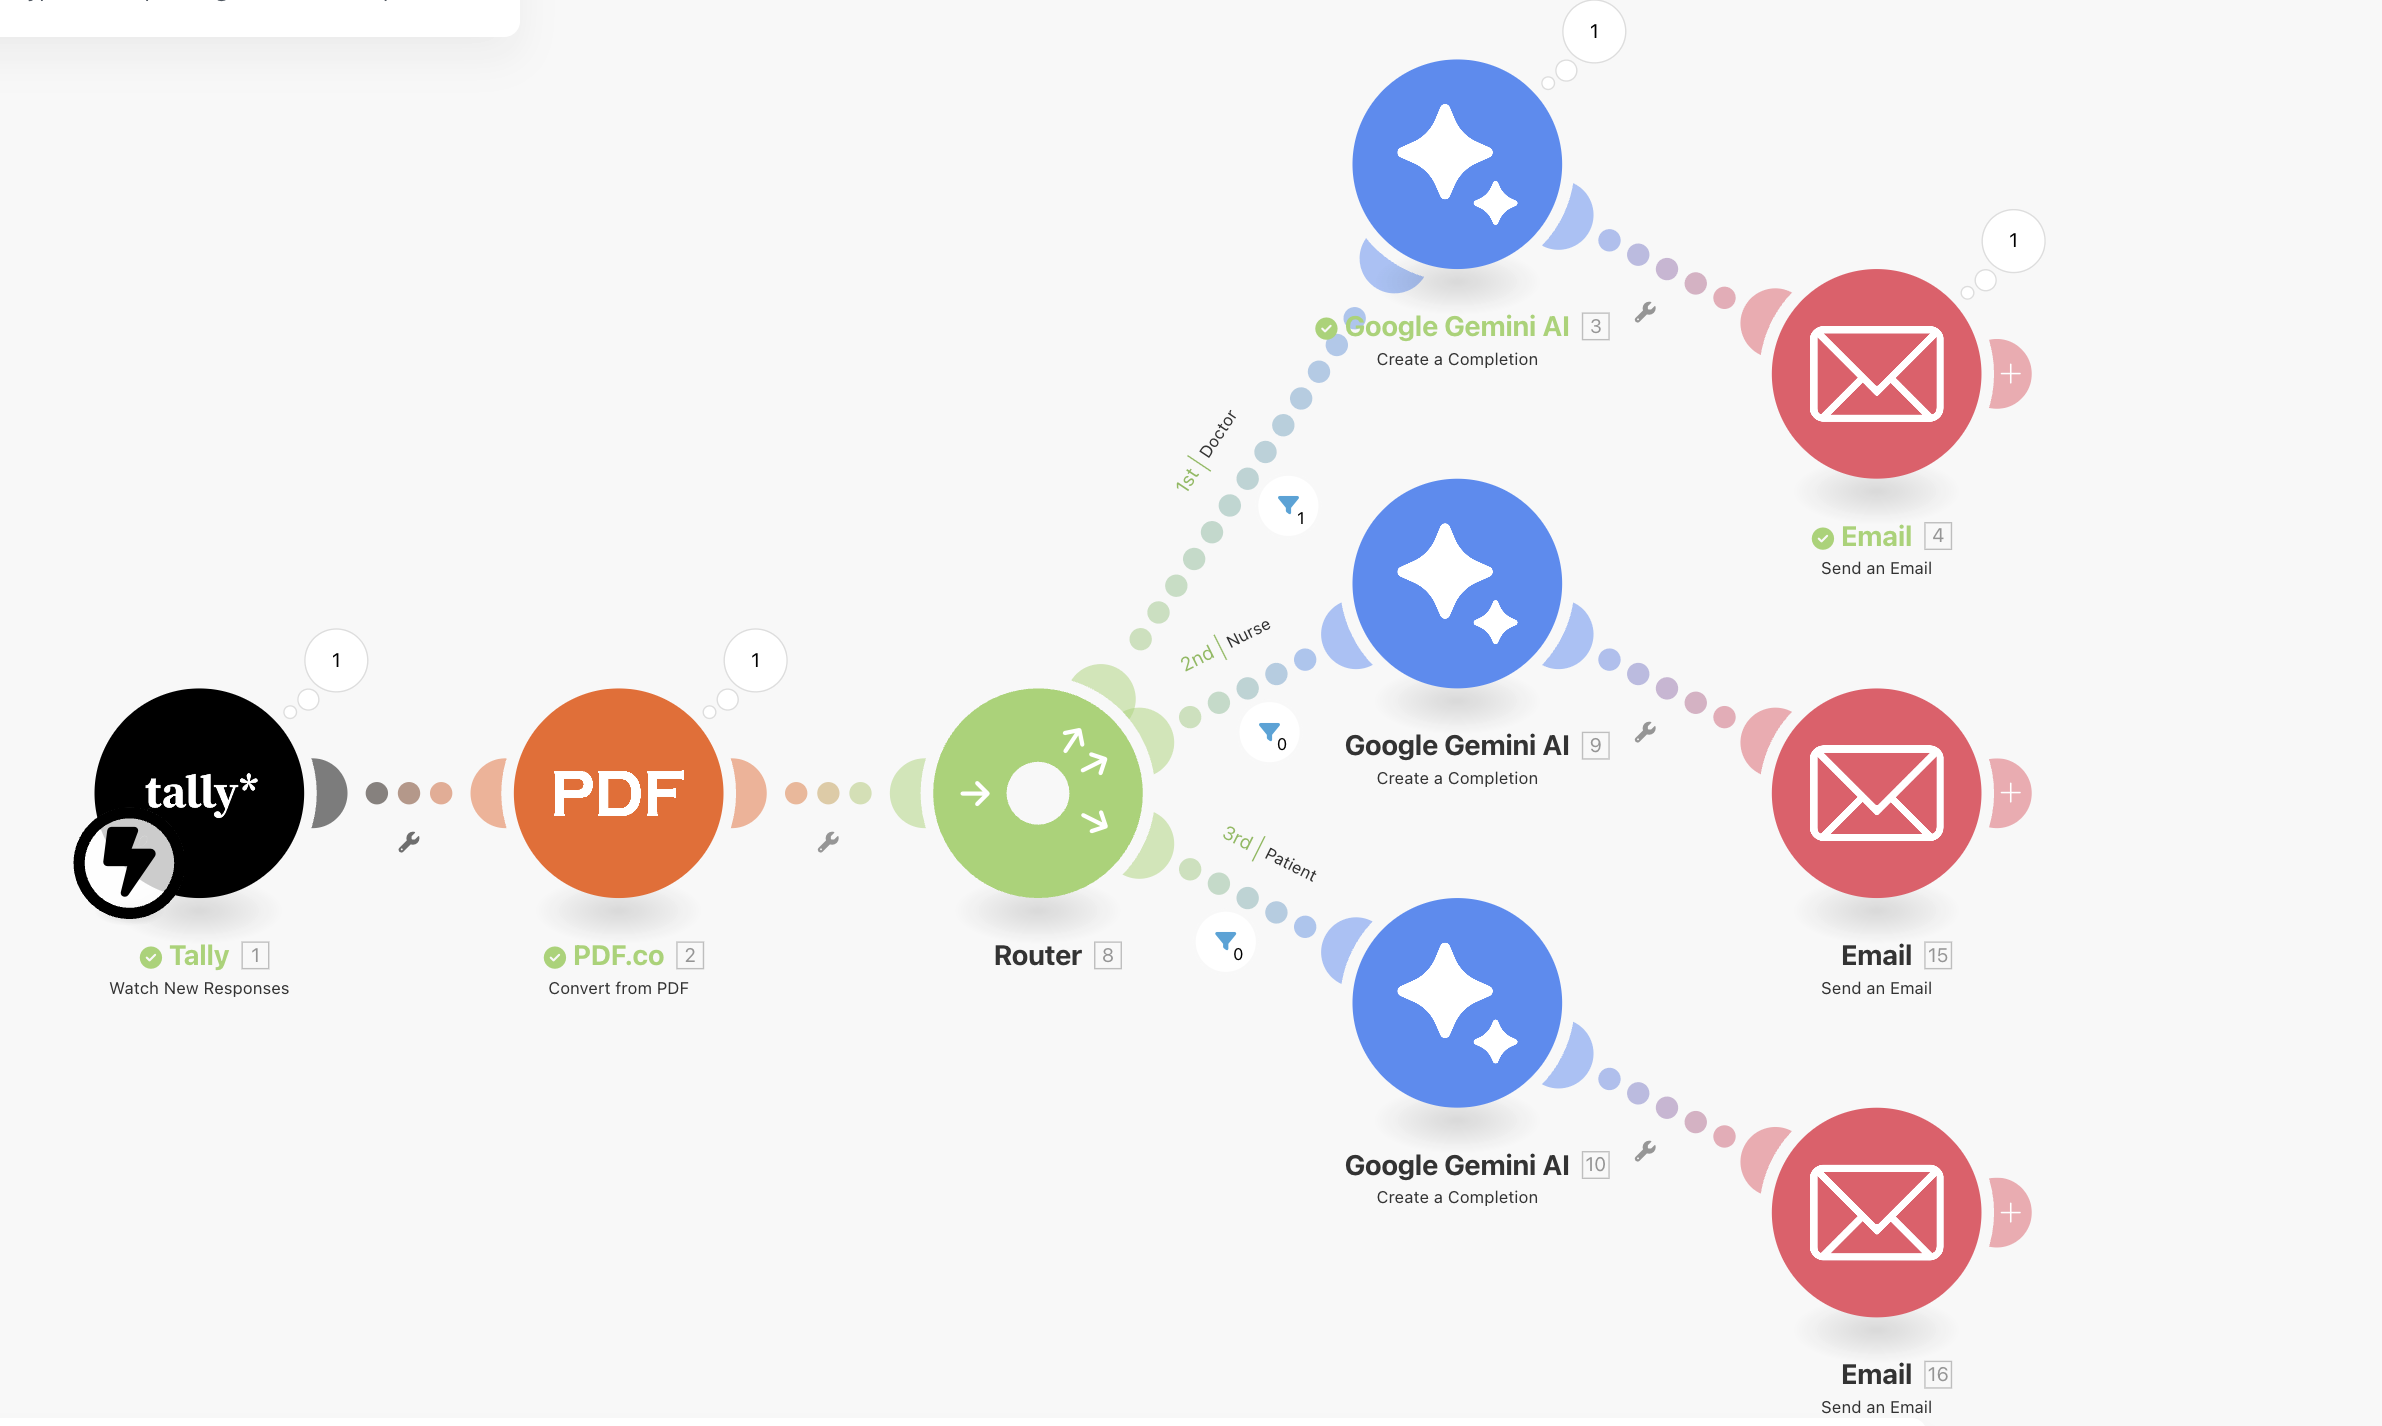 1
1
Google Gemini AI 3
Create a Completion
1st | Doctor
1
Email 4
Send an Email
2nd | Nurse
0
Google Gemini AI 9
Create a Completion
1
1
tally*
PDF
Tally 1
Watch New Responses
PDF.co 2
Convert from PDF
Router 8
3rd | Patient
0
Email 15
Send an Email
Google Gemini AI 10
Create a Completion
Email 16
Send an Email